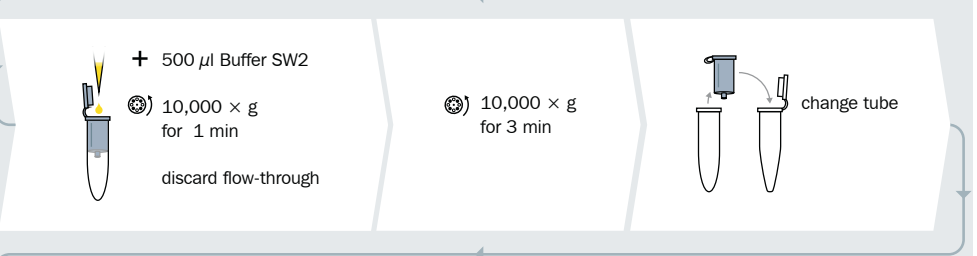 + 500 µl Buffer SW2
10,000 × g
for 1 min
discard flow-through
10,000 × g
for 3 min
change tube